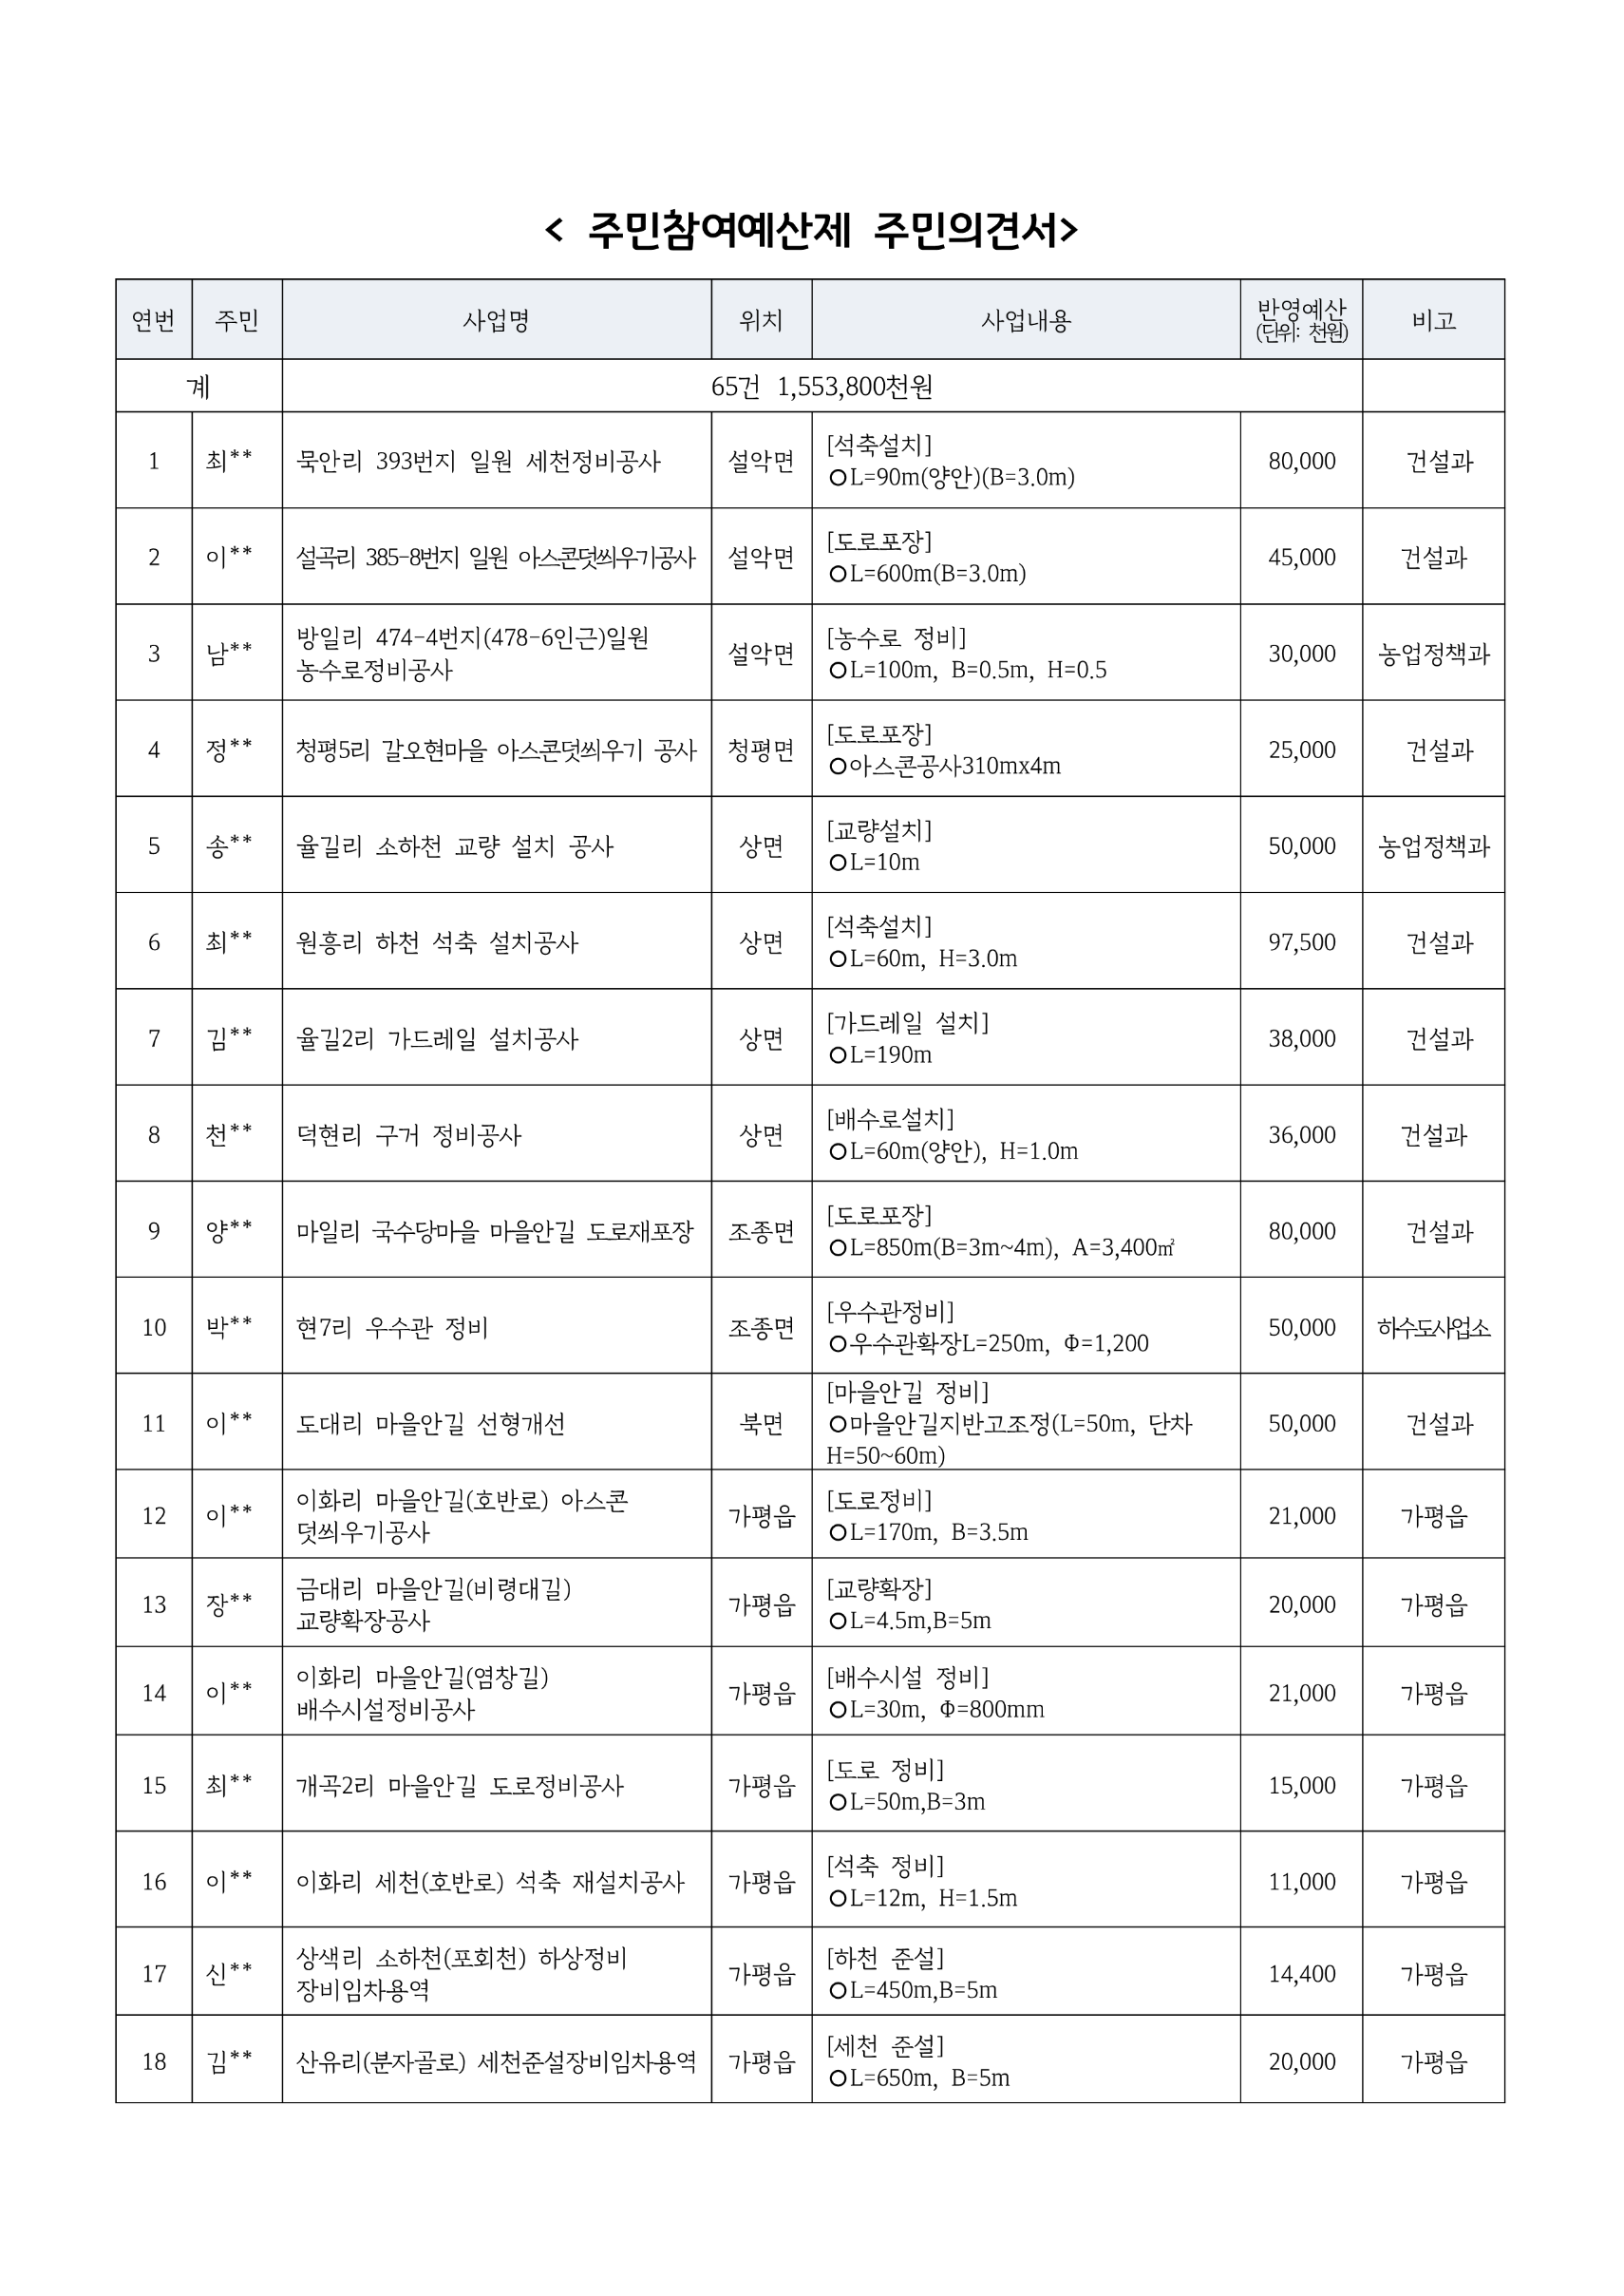 < 주민참여예산제 주민의견서>
연번 주민 사업명 위치 사업내용 반영예산 비고
(단위: 천원)
계 65건 1,553,800천원
1 최** 묵안리 393번지 일원 세천정비공사 설악면 [석축설치] 80,000 건설과
○L=90m(양안)(B=3.0m)
2 이** 설곡리 385-8번지 일원 아스콘덧씌우기공사 설악면 [도로포장] 45,000 건설과
○L=600m(B=3.0m)
3 남** 방일리 474-4번지(478-6인근)일원 설악면 [농수로 정비] 30,000 농업정책과
농수로정비공사 ○L=100m, B=0.5m, H=0.5
4 정** 청평5리 갈오현마을 아스콘덧씌우기 공사 청평면 [도로포장] 25,000 건설과
○아스콘공사310mx4m
5 송** 율길리 소하천 교량 설치 공사 상면 [교량설치] 50,000 농업정책과
○L=10m
6 최** 원흥리 하천 석축 설치공사 상면 [석축설치] 97,500 건설과
○L=60m, H=3.0m
7 김** 율길2리 가드레일 설치공사 상면 [가드레일 설치] 38,000 건설과
○L=190m
8 천** 덕현리 구거 정비공사 상면 [배수로설치] 36,000 건설과
○L=60m(양안), H=1.0m
9 양** 마일리 국수당마을 마을안길 도로재포장 조종면 [도로포장] 80,000 건설과
○L=850m(B=3m~4m), A=3,400㎡
10 박** 현7리 우수관 정비 조종면 [우수관정비] 50,000 하수도사업소
○우수관확장L=250m, Φ=1,200
11 이** 도대리 마을안길 선형개선 북면 [마을안길 정비] 50,000 건설과
○마을안길지반고조정(L=50m, 단차
H=50~60m)
12 이** 이화리 마을안길(호반로) 아스콘 가평읍 [도로정비] 21,000 가평읍
덧씌우기공사 ○L=170m, B=3.5m
13 장** 금대리 마을안길(비령대길) 가평읍 [교량확장] 20,000 가평읍
교량확장공사 ○L=4.5m,B=5m
14 이** 이화리 마을안길(염창길) 가평읍 [배수시설 정비] 21,000 가평읍
배수시설정비공사 ○L=30m, Φ=800mm
15 최** 개곡2리 마을안길 도로정비공사 가평읍 [도로 정비] 15,000 가평읍
○L=50m,B=3m
16 이** 이화리 세천(호반로) 석축 재설치공사 가평읍 [석축 정비] 11,000 가평읍
○L=12m, H=1.5m
17 신** 상색리 소하천(포회천) 하상정비 가평읍 [하천 준설] 14,400 가평읍
장비임차용역 ○L=450m,B=5m
18 김** 산유리(분자골로) 세천준설장비임차용역 가평읍 [세천 준설] 20,000 가평읍
○L=650m, B=5m